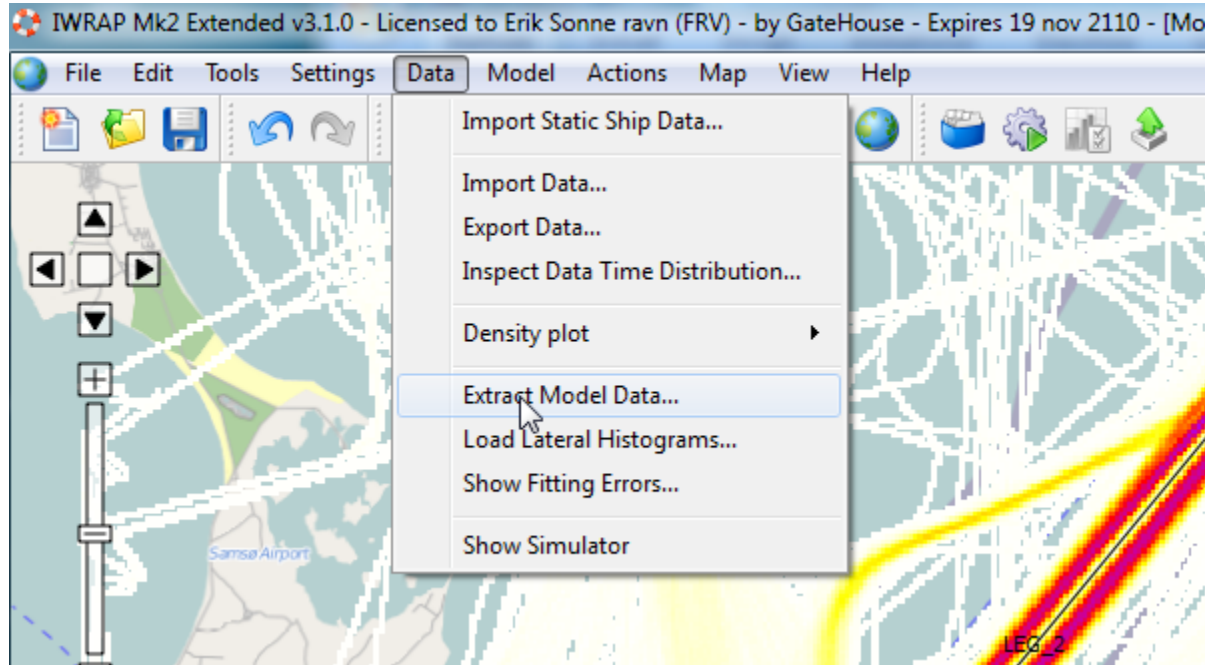 IWRAP Mk2 Extended v3.1.0 - Licensed to Erik Sonne ravn (FRV) - by GateHouse - Expires 19 nov 2110 - [Mo
File Edit Tools Settings Data Model Actions Map View Help
Import Static Ship Data...
Import Data...
Export Data...
Inspect Data Time Distribution...
Density plot
Extract Model Data...
Load Lateral Histograms...
Show Fitting Errors...
Show Simulator
Samsø Airport
LEG_2